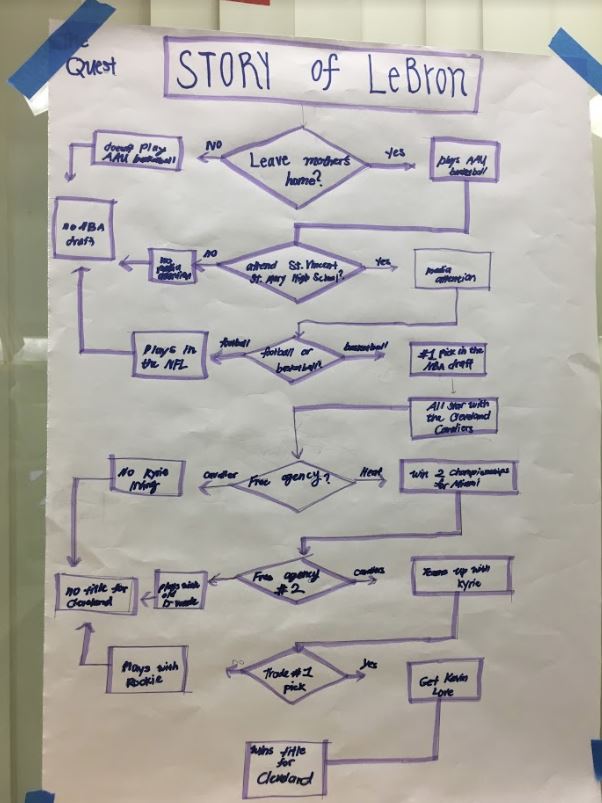 the
Quest
STORY of LeBron
doesn't Play
AAU basketball
NO
Leave mothers
home?
yes
plays AAU
basketball
no NBA
draft
no
media
attention
no
attend St. Vincent
St. Mary High School?
yes
media
attention
Plays in
the NFL
football
football or
basketball?
basketball
#1 pick in the
NBA draft
All Star with
the Cleveland
Cavaliers
No Kyrie
Irving
Cavalier
Free agency?
Heat
Win 2 championships
for Miami
no title for
Cleveland
plays with
old
D-wade
Free agency
#2
Cavaliers
Teams up with
Kyrie
Plays with
Rookie
no
Trade #1
pick
yes
Get Kevin
Love
wins title
for
Cleveland